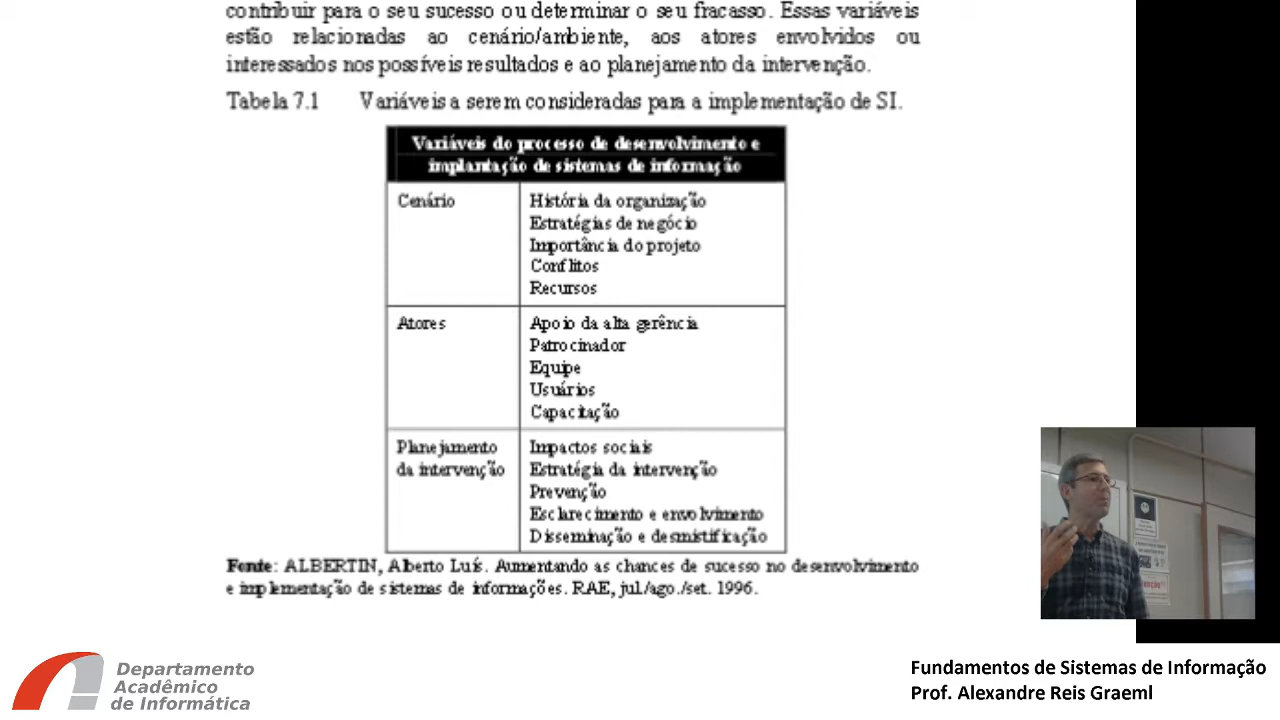 contribuir para o seu sucesso ou determinar o seu fracasso. Essas variáveis
estão relacionadas ao cenário/ambiente, aos atores envolvidos ou
interessados nos possíveis resultados e ao planejamento da intervenção.
Tabela 7.1 Variáveis a serem consideradas para a implementação de SI.
Variáveis do processo de desenvolvimento e
implantação de sistemas de informação
Cenário
História da organização
Estratégias de negócio
Importância do projeto
Conflitos
Recursos
Atores
Apoio da alta gerência
Patrocinador
Equipe
Usuários
Capacitação
Planejamento
da intervenção
Impactos sociais
Estratégia da intervenção
Prevenção
Esclarecimento e envolvimento
Disseminação e desmistificação
Fonte: ALBERTIN, Alberto Luís. Aumentando as chances de sucesso no desenvolvimento
e implementação de sistemas de informações. RAE, jul./ago./set. 1996.
Departamento
Acadêmico
de Informática
Fundamentos de Sistemas de Informação
Prof. Alexandre Reis Graeml